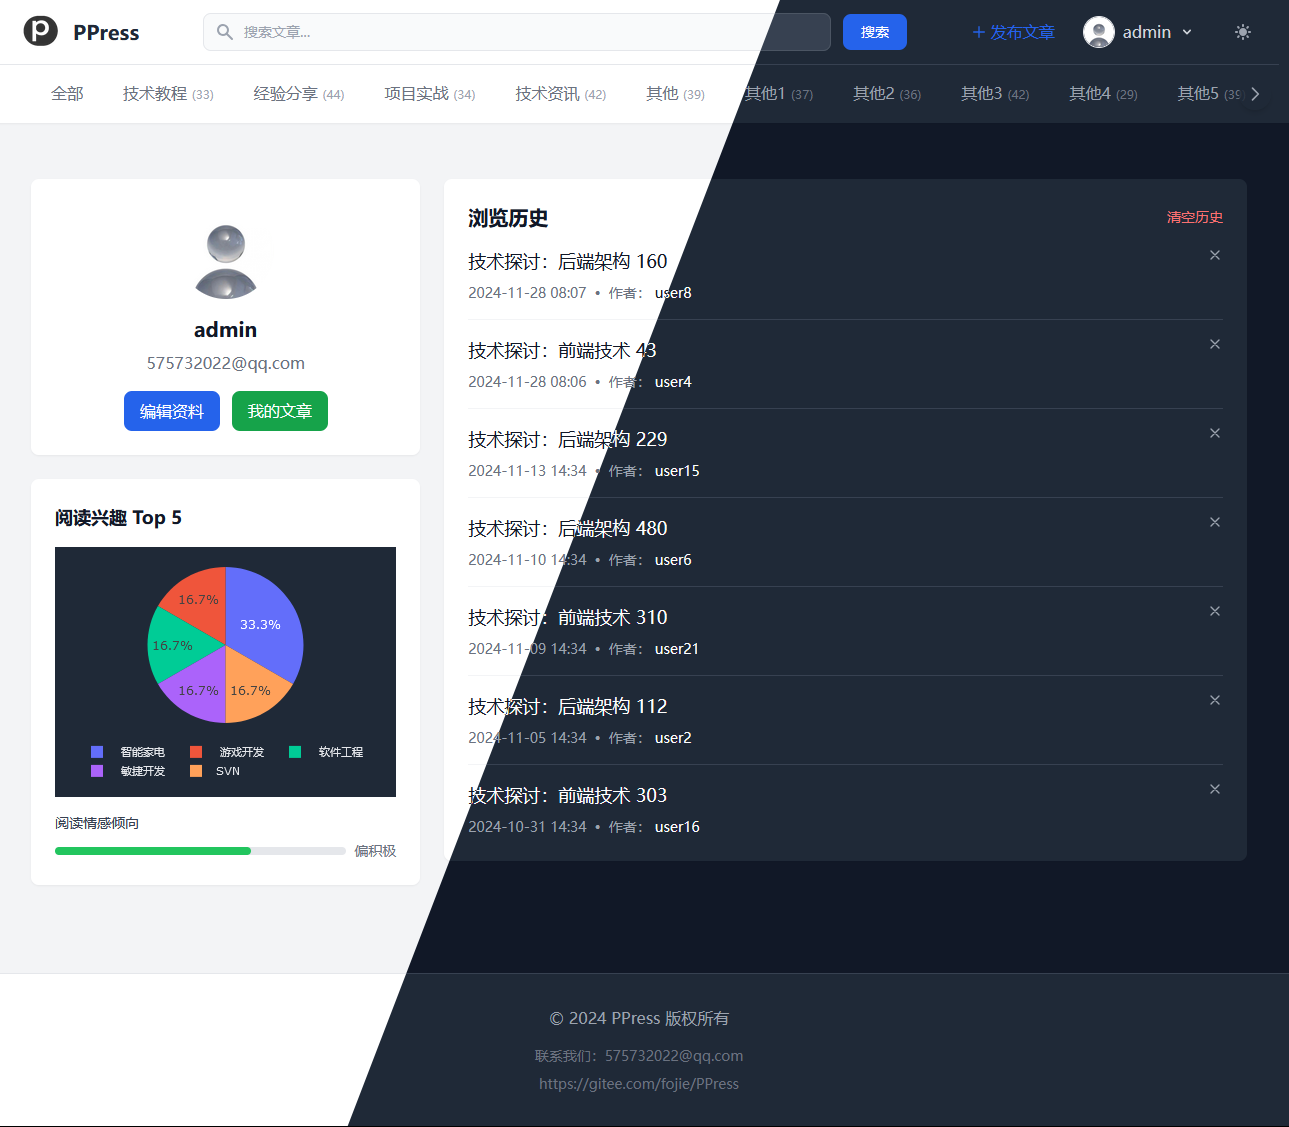 PPress
搜索文章...
搜索
+ 发布文章
admin
全部
技术教程 (33)
经验分享 (44)
项目实战 (34)
技术资讯 (42)
其他 (39)
其他1 (37)
其他2 (36)
其他3 (42)
其他4 (29)
其他5 (39
admin
575732022@qq.com
编辑资料
我的文章
阅读兴趣 Top 5
33.3%
16.7%
16.7%
16.7%
16.7%
智能家电
游戏开发
软件工程
敏捷开发
SVN
阅读情感倾向
偏积极
浏览历史
清空历史
技术探讨：后端架构 160
2024-11-28 08:07 • 作者： user8
技术探讨：前端技术 43
2024-11-28 08:06 • 作者： user4
技术探讨：后端架构 229
2024-11-13 14:34 • 作者： user15
技术探讨：后端架构 480
2024-11-10 14:34 • 作者： user6
技术探讨：前端技术 310
2024-11-09 14:34 • 作者： user21
技术探讨：后端架构 112
2024-11-05 14:34 • 作者： user2
技术探讨：前端技术 303
2024-10-31 14:34 • 作者： user16
© 2024 PPress 版权所有
联系我们：575732022@qq.com
https://gitee.com/fojie/PPress